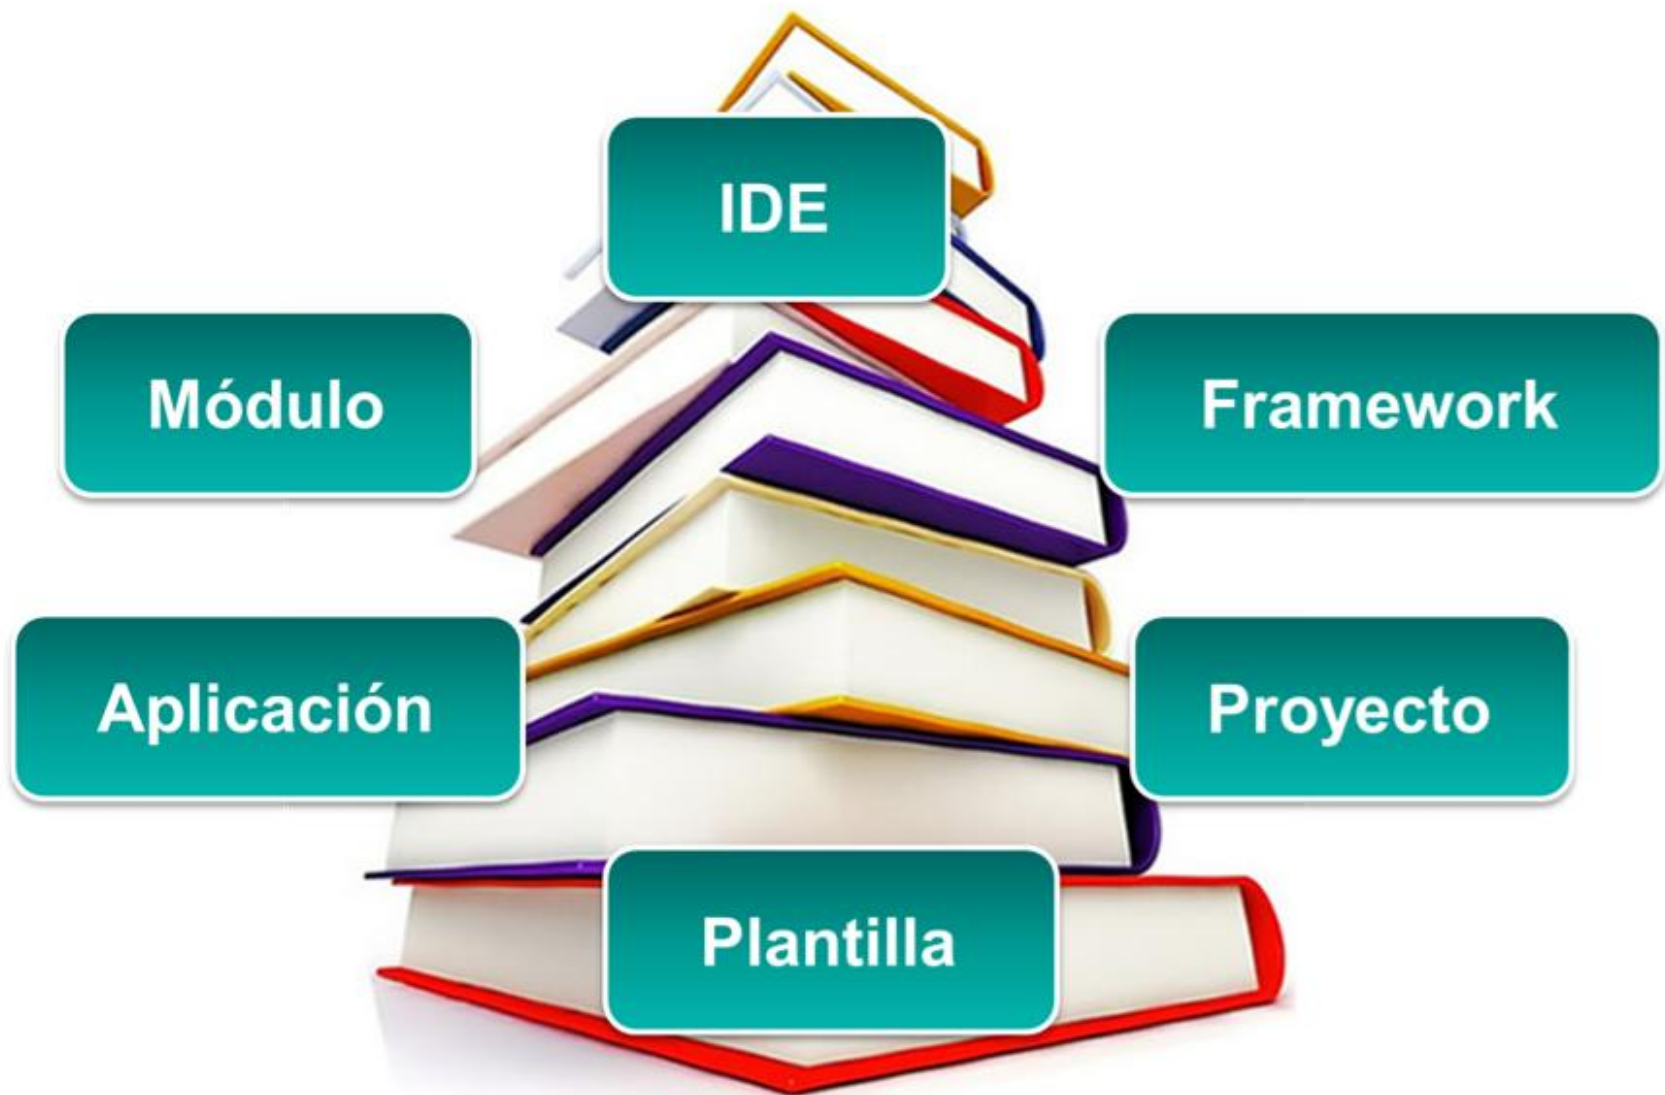 IDE
Módulo
Framework
Aplicación
Proyecto
Plantilla